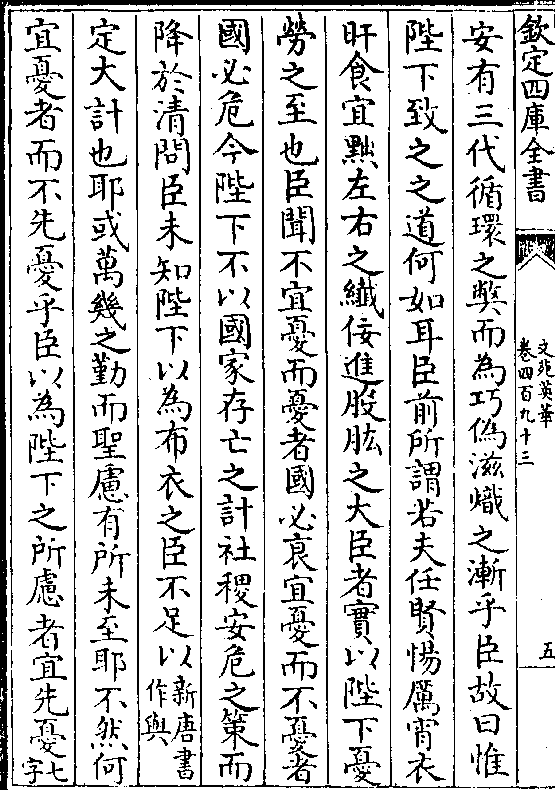 欽定四庫全書
文苑英華
卷四百九十三
五
安有三代循環之獘而為巧偽滋熾之漸乎臣故曰惟
陛下致之之道何如耳臣前所謂若夫任賢惕厲宵衣
旰食宜黜左右之纎佞進股肱之大臣者實以陛下憂
勞之至也臣聞不宜憂而憂者國必衰宜憂而不憂者
國必危今陛下不以國家存亡之計社稷安危之策而
降於清問臣未知陛下以為布衣之臣不足以新唐書作與
定大計也耶或萬幾之勤而聖慮有所未至耶不然何
宜憂者而不先憂乎臣以為陛下之所慮者宜先憂七字